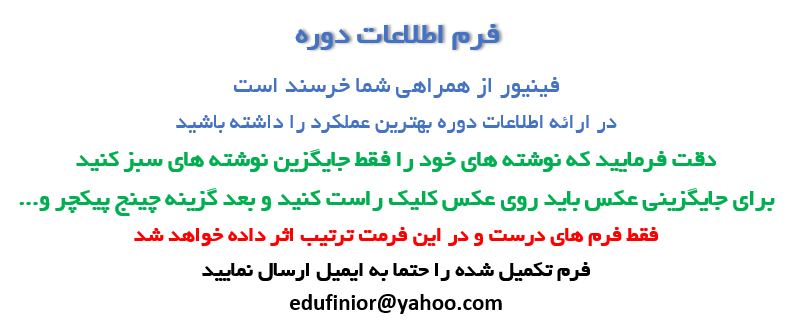 فرم اطلاعات دوره
فینیور از همراهی شما خرسند است
در ارائه اطلاعات دوره بهترین عملکرد را داشته باشید
دقت فرمایید که نوشته های خود را فقط جایگزین نوشته های سبز کنید
برای جایگزینی عکس باید روی عکس کلیک راست کنید و بعد گزینه چینج پیکچر و...
فقط فرم های درست و در این فرمت ترتیب اثر داده خواهد شد
فرم تکمیل شده را حتما به ایمیل ارسال نمایید
edufinior@yahoo.com